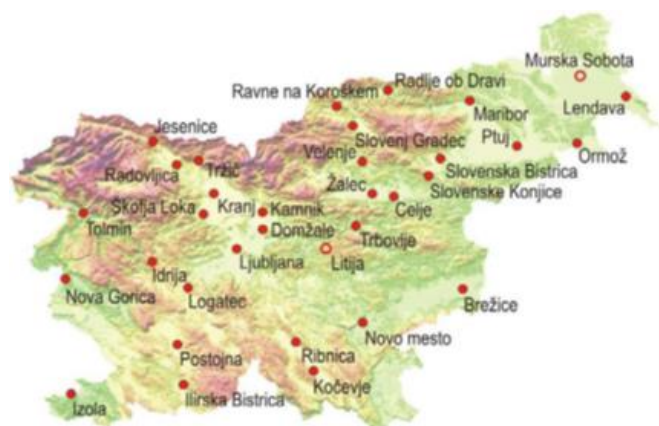 Murska Sobota
Radlje ob Dravi
Ravne na Koroškem
Maribor
Lendava
Jesenice
Slovenj Gradec
Ptuj
Velenje
Tržič
Slovenska Bistrica
Ormož
Radovljica
Žalec
Slovenske Konjice
Škofja Loka
Kranj
Kamnik
Celje
Tolmin
Domžale
Trbovlje
Ljubljana
Litija
Idrija
Nova Gorica
Logatec
Brežice
Novo mesto
Postojna
Ribnica
Kočevje
Izola
Ilirska Bistrica